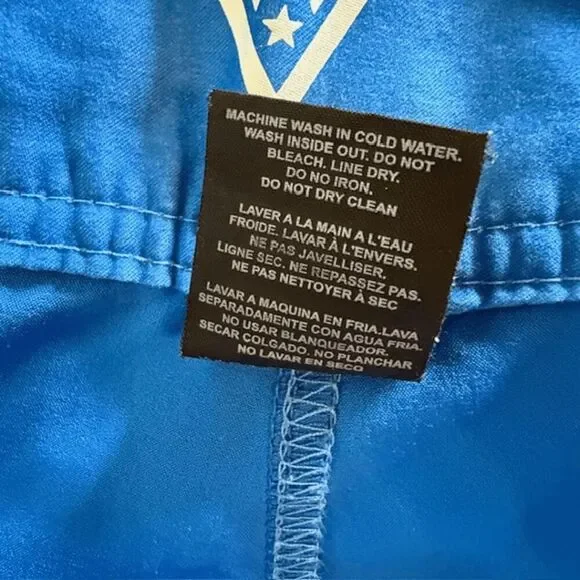 MACHINE WASH IN COLD WATER.
WASH INSIDE OUT. DO NOT
BLEACH. LINE DRY.
DO NO IRON.
DO NOT DRY CLEAN
LAVER A LA MAIN A L'EAU
FROIDE. LAVAR À L'ENVERS.
NE PAS JAVELLISER.
LIGNE SEC. NE REPASSEZ PAS.
NE PAS NETTOYER À SEC
LAVAR A MAQUINA EN FRIA.LAVA
SEPARADAMENTE CON AGUA FRIA.
NO USAR BLANQUEADOR.
SECAR COLGADO. NO PLANCHAR
NO LAVAR EN SECO